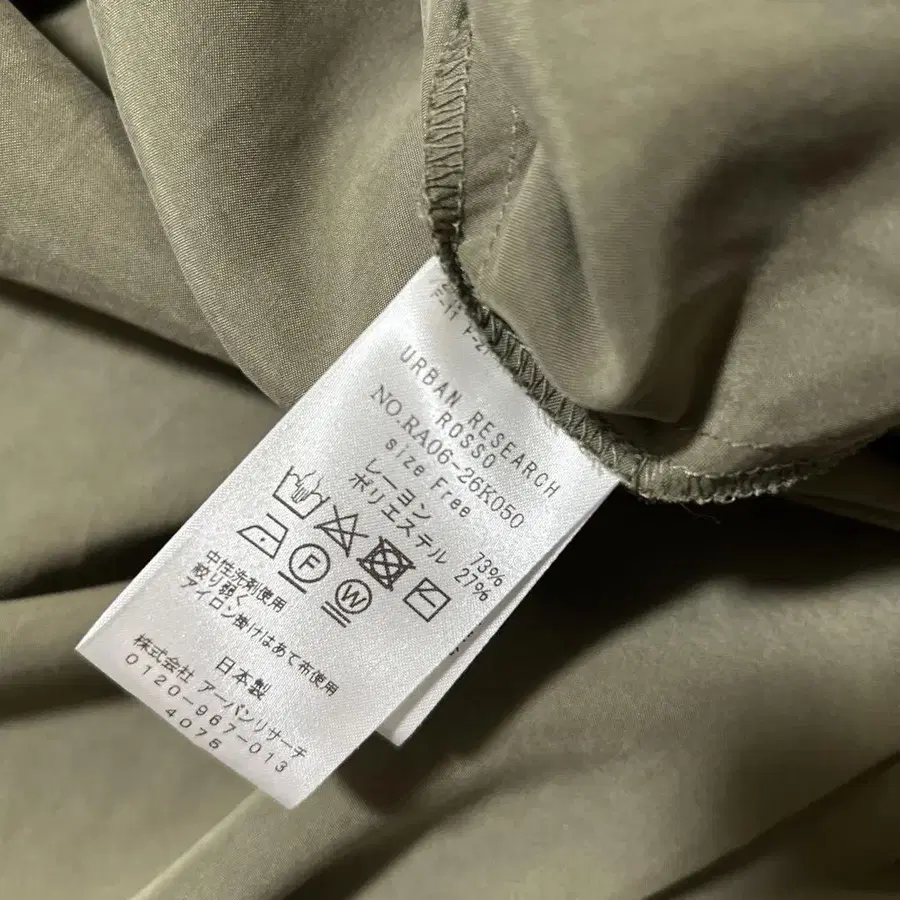 URBAN RESEARCH
ROSSO
NO.RA06-26K050
size Free
レーヨン 73%
ポリエステル 27%
F W
中性洗剤使用
絞り弱く
アイロン掛けはあて布使用
日本製
株式会社 アーバンリサーチ
0120-967-013
4075